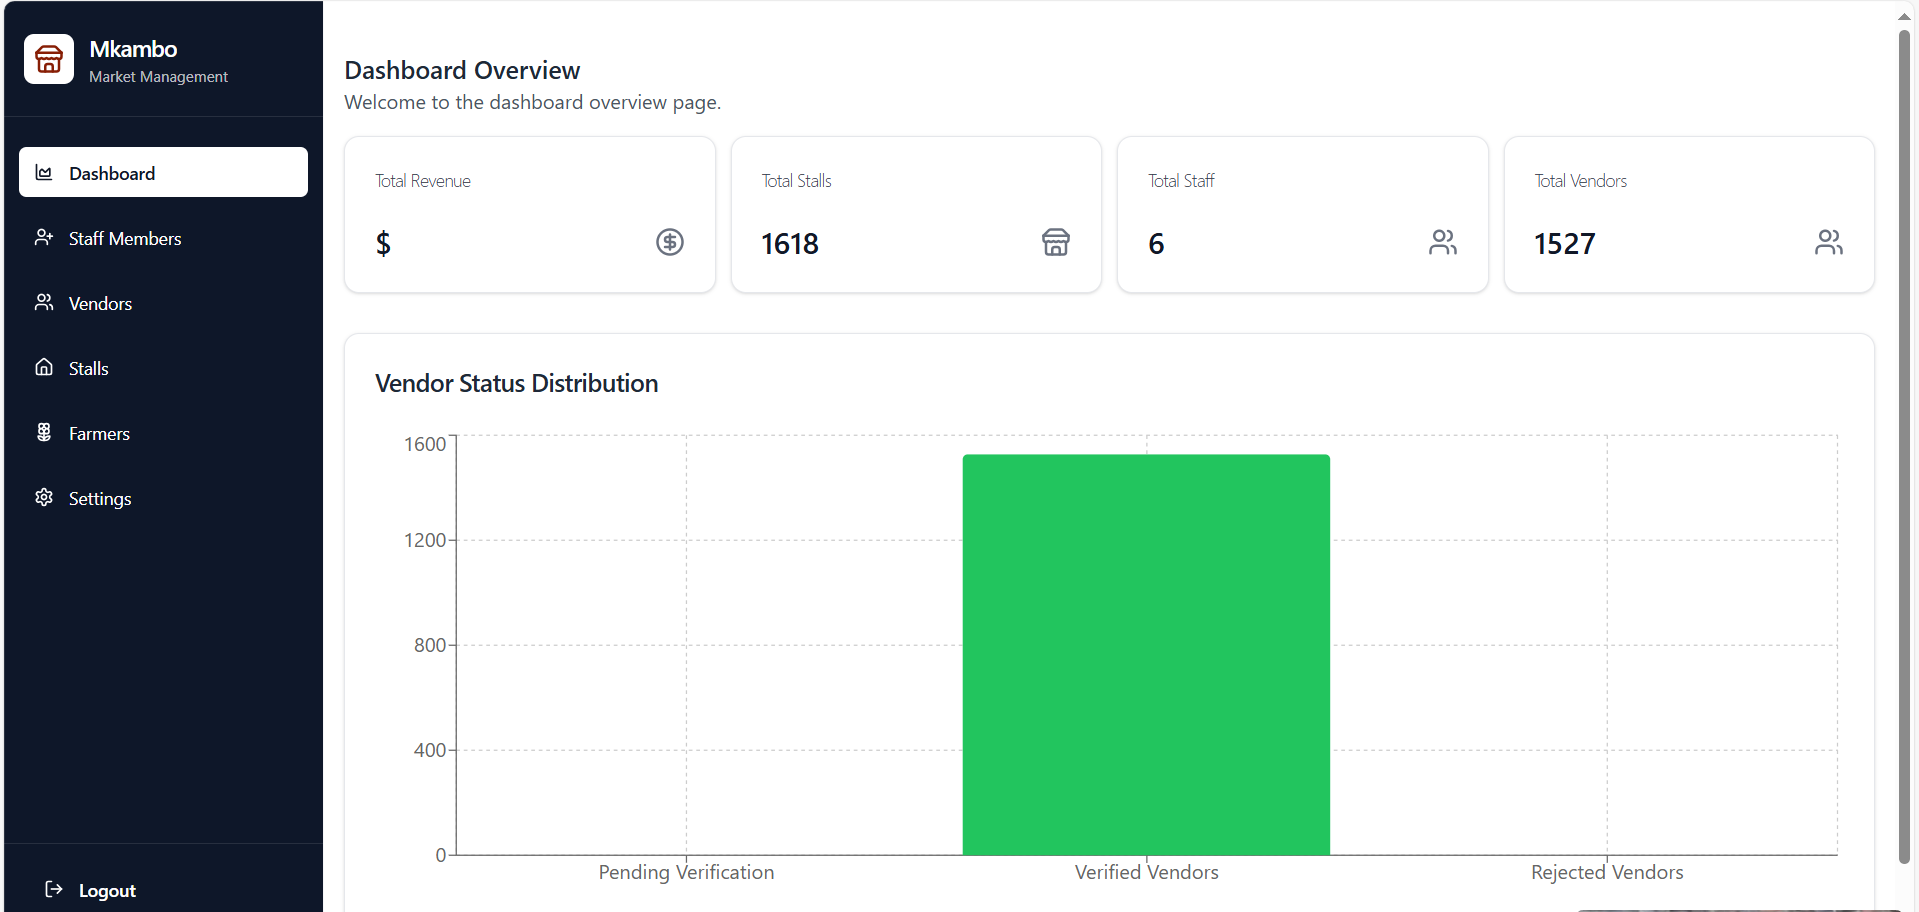 Mkambo
Market Management
Dashboard
Staff Members
Vendors
Stalls
Farmers
Settings
Logout
Dashboard Overview
Welcome to the dashboard overview page.
Total Revenue
$
Total Stalls
1618
Total Staff
6
Total Vendors
1527
Vendor Status Distribution
1600
1200
800
400
0
Pending Verification
Verified Vendors
Rejected Vendors